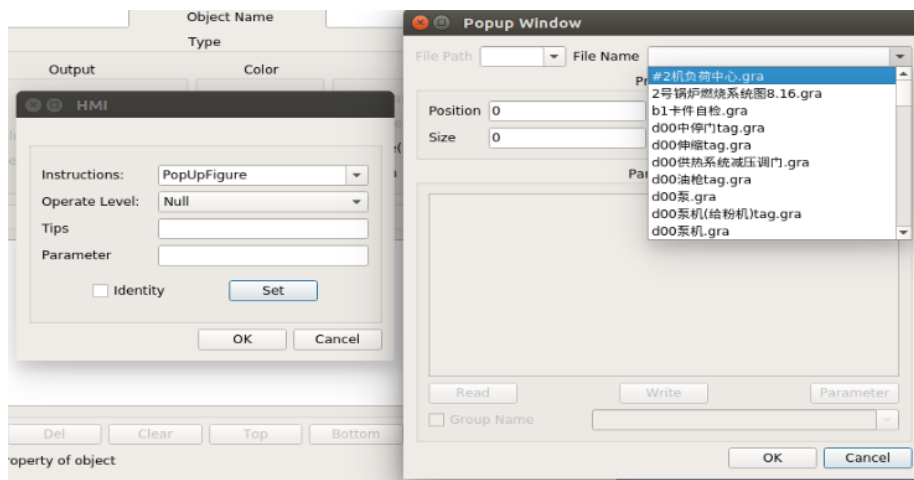 Object Name
Type
Output
Color
HMI
Instructions:
PopUpFigure
Operate Level:
Null
Tips
Parameter
Identity
Set
OK
Cancel
Del
Clear
Top
Bottom
roperty of object
Popup Window
File Path
File Name
#2机负荷中心.gra
2号锅炉燃烧系统图8.16.gra
b1卡件自检.gra
d00中停门tag.gra
d00伸缩tag.gra
d00供热系统减压调门.gra
d00油枪tag.gra
d00泵.gra
d00泵机(给粉机)tag.gra
d00泵机.gra
Position
0
Size
0
Read
Write
Parameter
Group Name
OK
Cancel